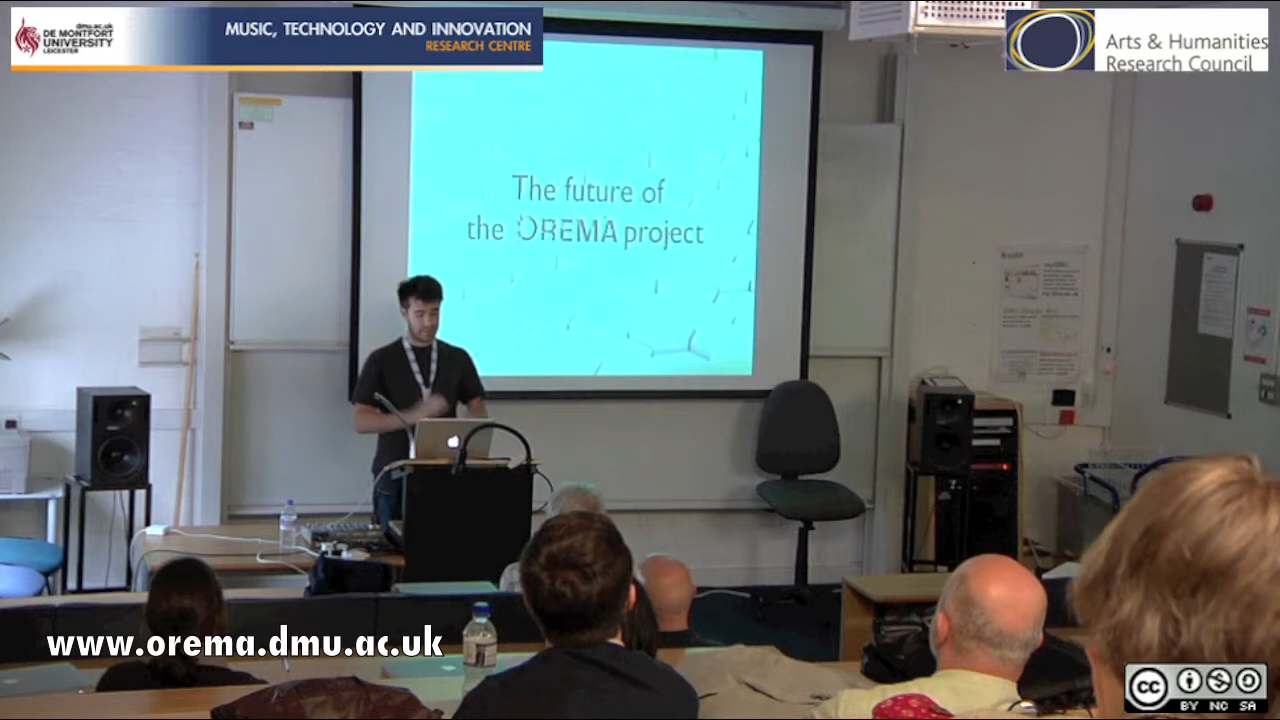 dmu.ac.uk
DE MONTFORT
UNIVERSITY
LEICESTER
MUSIC, TECHNOLOGY AND INNOVATION
RESEARCH CENTRE
Arts & Humanities
Research Council
The future of
the OREMA project
www.orema.dmu.ac.uk
cc
BY NC SA